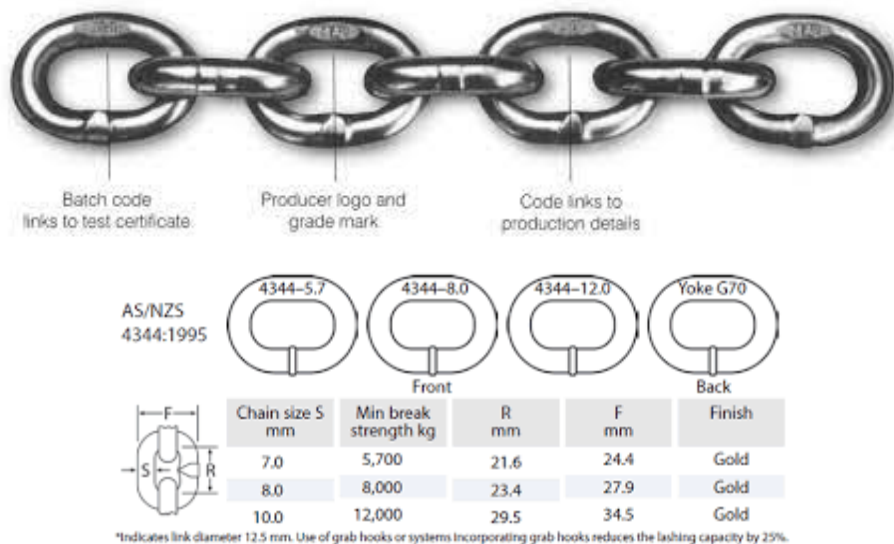 Batch code
links to test certificate
Producer logo and
grade mark
Code links to
production details
AS/NZS
4344:1995
4344–5.7
4344–8.0
4344–12.0
Yoke G70
Front
Back
F
S
R
Chain size S
mm
Min break
strength kg
R
mm
F
mm
Finish
7.0 5,700 21.6 24.4 Gold
8.0 8,000 23.4 27.9 Gold
10.0 12,000 29.5 34.5 Gold
*Indicates link diameter 12.5 mm. Use of grab hooks or systems incorporating grab hooks reduces the lashing capacity by 25%.